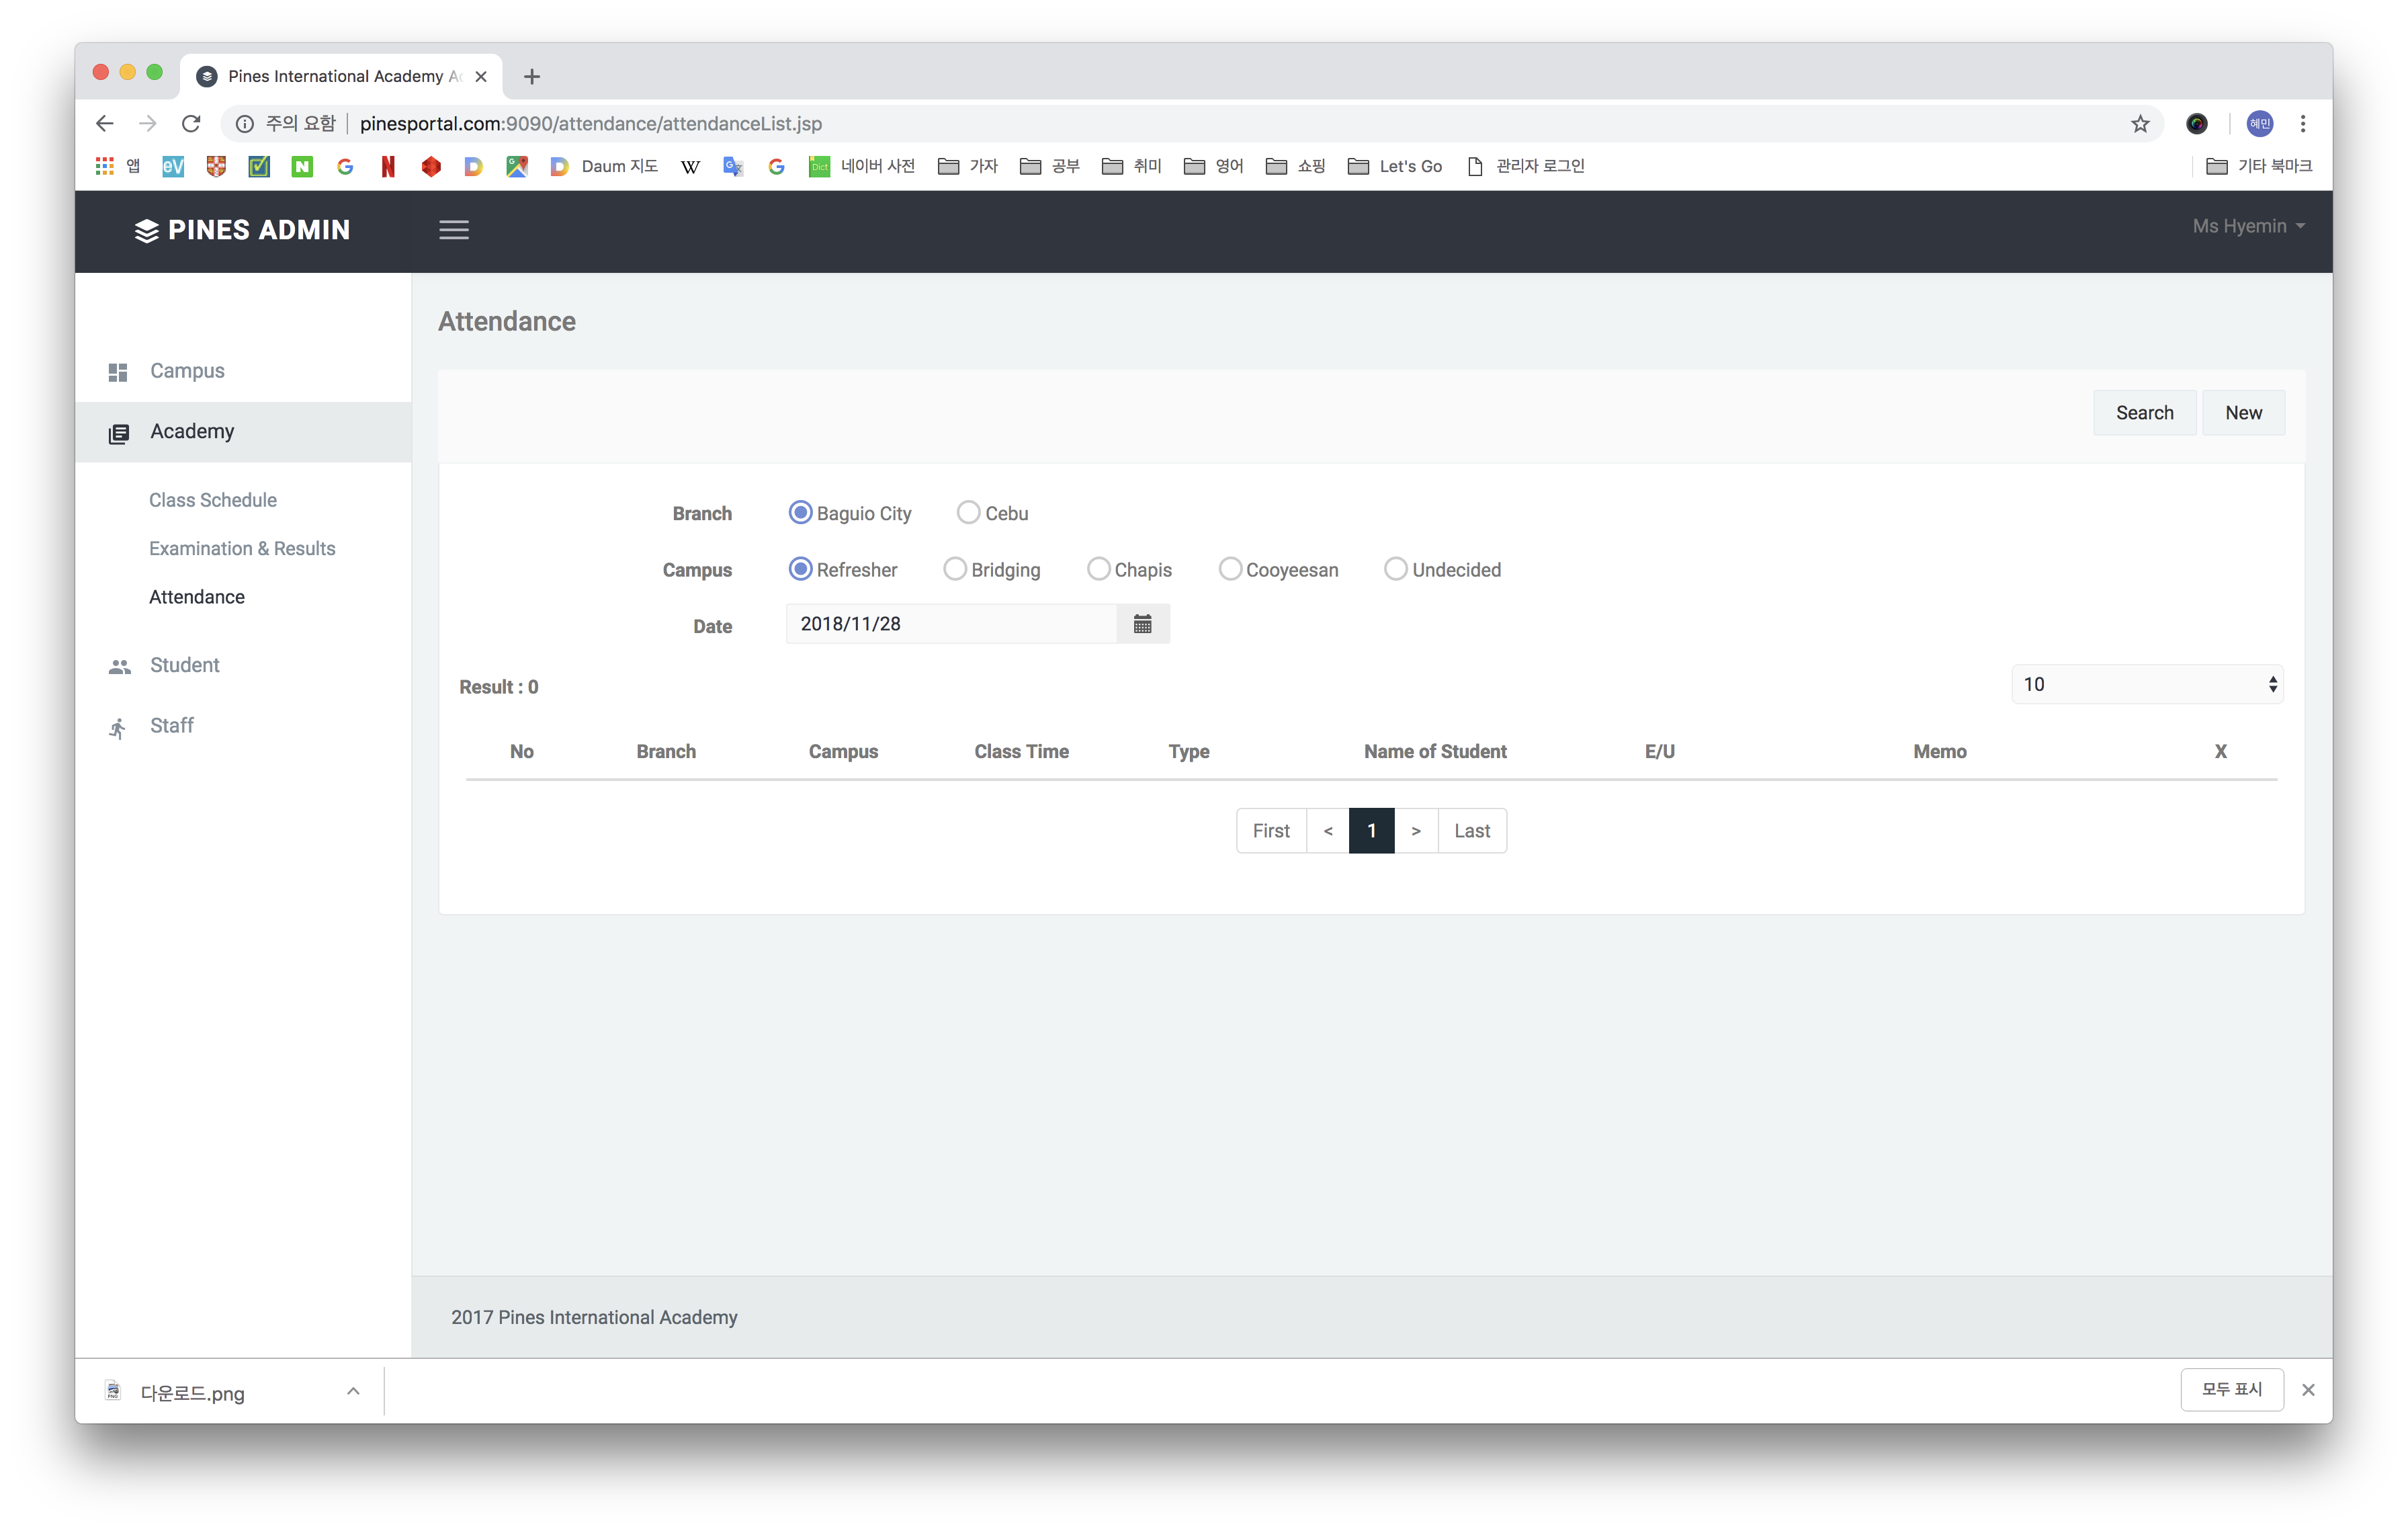 Pines International Academy Ad
주의 요함 pinesportal.com:9090/attendance/attendanceList.jsp 혜민
앱 eV N G N D G D Daum 지도 W G Dict 네이버 사전 가자 공부 취미 영어 쇼핑 Let's Go 관리자 로그인 기타 북마크
PINES ADMIN
Ms Hyemin
Campus
Academy
Class Schedule
Examination & Results
Attendance
Student
Staff
Attendance
Search New
Branch Baguio City Cebu
Campus Refresher Bridging Chapis Cooyeesan Undecided
Date 2018/11/28
Result : 0 10
No Branch Campus Class Time Type Name of Student E/U Memo X
First < 1 > Last
2017 Pines International Academy
다운로드.png 모두 표시